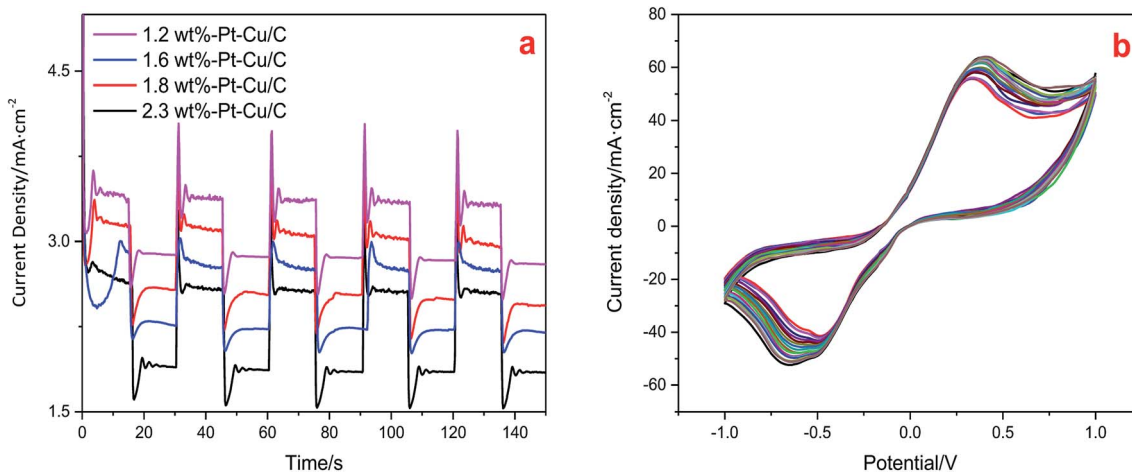 a
1.2 wt%-Pt-Cu/C
1.6 wt%-Pt-Cu/C
1.8 wt%-Pt-Cu/C
2.3 wt%-Pt-Cu/C
Current Density/mA·cm⁻²
4.5
3.0
1.5
0 20 40 60 80 100 120 140
Time/s
b
Current density/mA·cm⁻²
80
60
40
20
0
-20
-40
-60
-1.0 -0.5 0.0 0.5 1.0
Potential/V